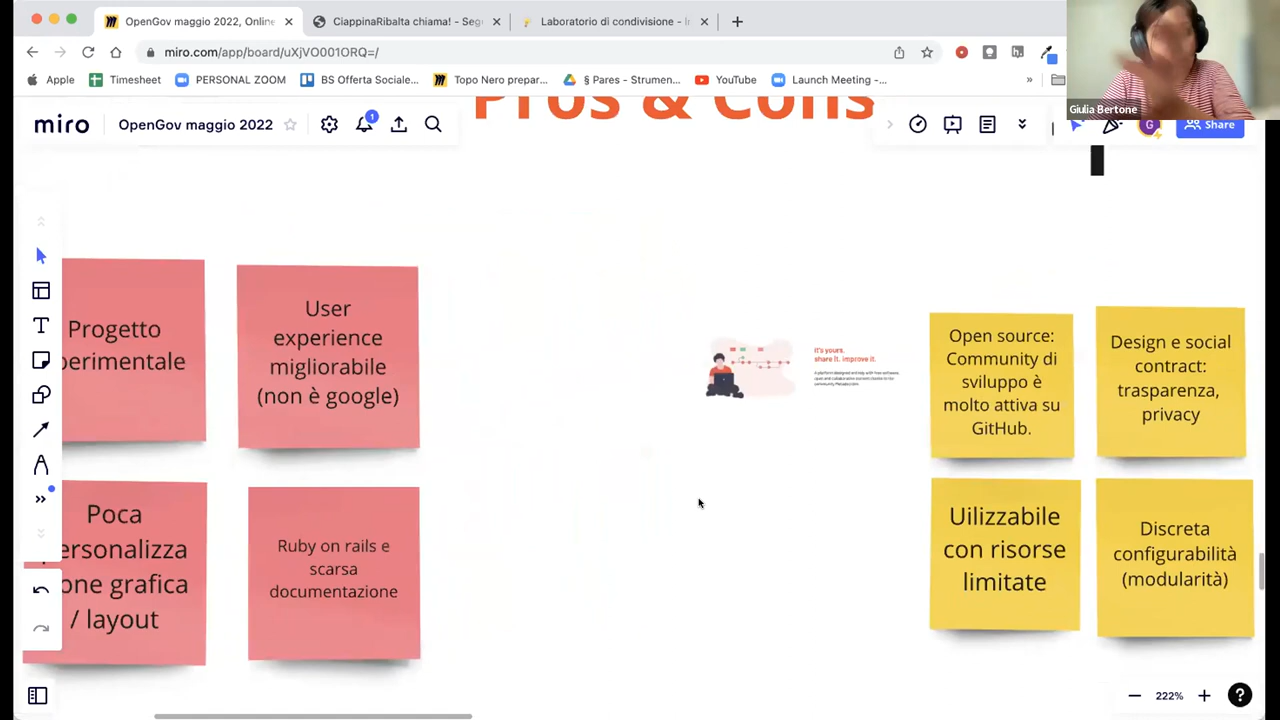 OpenGov maggio 2022, Online
CiappinaRibalta chiama! - Seg
Laboratorio di condivisione - I
miro.com/app/board/uXjVO001ORQ=/
Apple
Timesheet
PERSONAL ZOOM
BS Offerta Sociale...
Topo Nero prepar...
§ Pares - Strumen...
YouTube
Launch Meeting -...
»
Giulia Bertone
Pros & Cons
miro
OpenGov maggio 2022
1
G
Share
Progetto
perimentale
User
experience
migliorabile
(non è google)
Poca
ersonalizza
one grafica
/ layout
Ruby on rails e
scarsa
documentazione
It's yours.
share it. improve it.
Open source:
Community di
sviluppo è
molto attiva su
GitHub.
Design e social
contract:
trasparenza,
privacy
Uilizzabile
con risorse
limitate
Discreta
configurabilità
(modularità)
222%